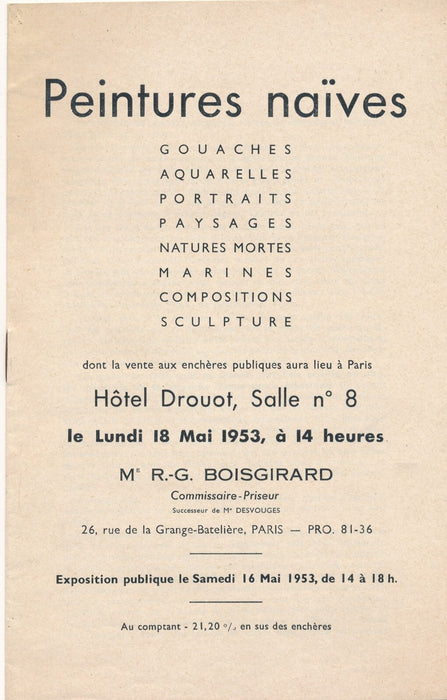 Peintures naïves
GOUACHES
AQUARELLES
PORTRAITS
PAYSAGES
NATURES MORTES
MARINES
COMPOSITIONS
SCULPTURE
dont la vente aux enchères publiques aura lieu à Paris
Hôtel Drouot, Salle n° 8
le Lundi 18 Mai 1953, à 14 heures
Mᴱ R.-G. BOISGIRARD
Commissaire-Priseur
Successeur de Mᵉ DESVOUGES
26, rue de la Grange-Batelière, PARIS — PRO. 81-36
Exposition publique le Samedi 16 Mai 1953, de 14 à 18 h.
Au comptant - 21,20 % en sus des enchères